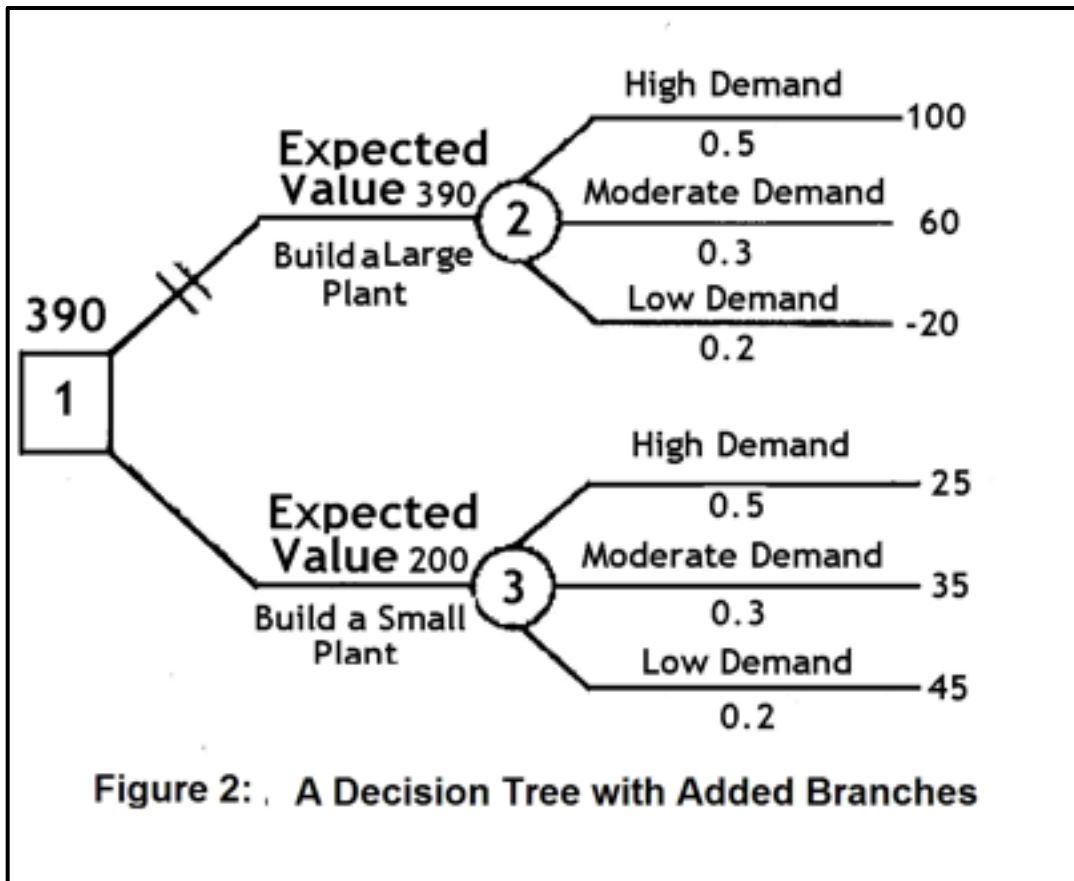 High Demand
100
0.5
Expected
Value 390
2
Moderate Demand
60
0.3
Build a Large
Plant
Low Demand
-20
0.2
390
1
High Demand
25
0.5
Expected
Value 200
3
Moderate Demand
35
0.3
Build a Small
Plant
Low Demand
45
0.2
Figure 2: , A Decision Tree with Added Branches